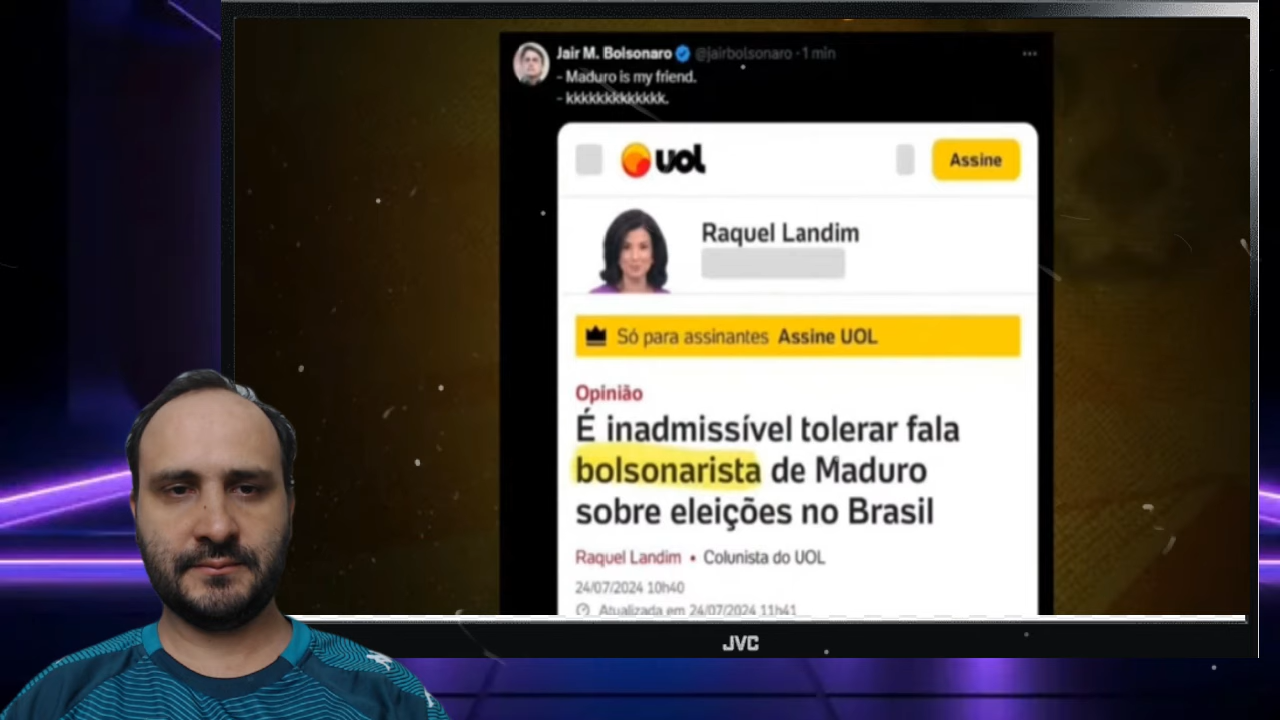 Jair M. Bolsonaro @jairbolsonaro · 1 min
- Maduro is my friend.
- kkkkkkkkkkkkk.
uol
Assine
Raquel Landim
Só para assinantes Assine UOL
Opinião
É inadmissível tolerar fala
bolsonarista de Maduro
sobre eleições no Brasil
Raquel Landim • Colunista do UOL
24/07/2024 10h40
Atualizada em 24/07/2024 11h41
JVC